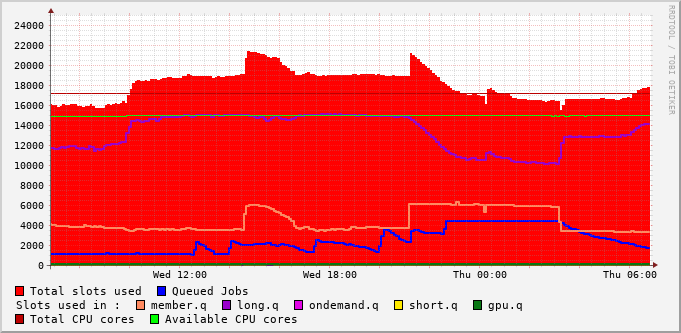 RRDTOOL / TOBI OETIKER
24000
22000
20000
18000
16000
14000
12000
10000
8000
6000
4000
2000
0
Wed 12:00 Wed 18:00 Thu 00:00 Thu 06:00
Total slots used Queued Jobs
Slots used in : member.q long.q ondemand.q short.q gpu.q
Total CPU cores Available CPU cores